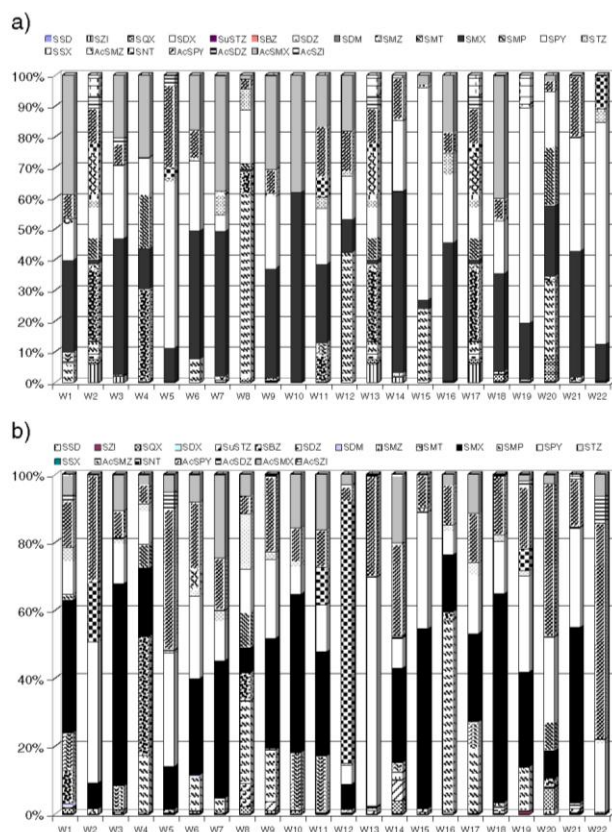 a)
SSD SZI SQX SDX SuSTZ SBZ SDZ SDM SMZ SMT SMX SMP SPY STZ
SSX AcSMZ SNT AcSPY AcSDZ AcSMX AcSZI
100%
90%
80%
70%
60%
50%
40%
30%
20%
10%
0%
W1 W2 W3 W4 W5 W6 W7 W8 W9 W10 W11 W12 W13 W14 W15 W16 W17 W18 W19 W20 W21 W22
b)
SSD SZI SQX SDX SuSTZ SBZ SDZ SDM SMZ SMT SMX SMP SPY STZ
SSX AcSMZ SNT AcSPY AcSDZ AcSMX AcSZI
100%
80%
60%
40%
20%
0%
W1 W2 W3 W4 W5 W6 W7 W8 W9 W10 W11 W12 W13 W14 W15 W16 W17 W18 W19 W20 W21 W22